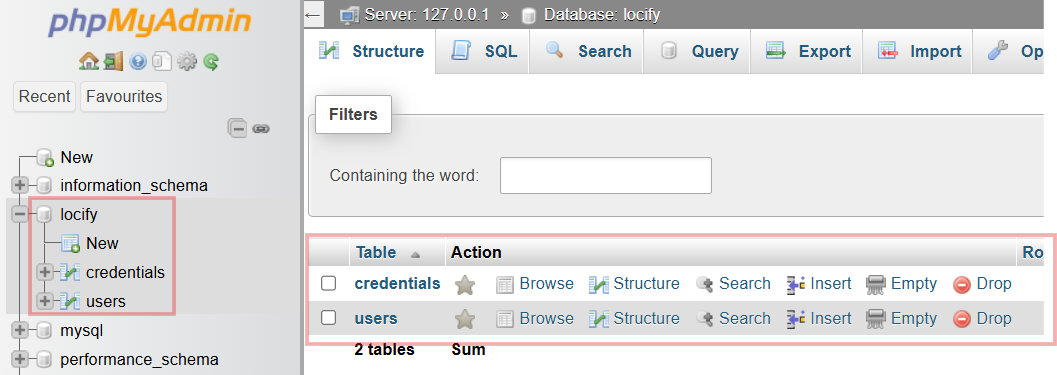 phpMyAdmin
Recent Favourites
New
information_schema
locify
New
credentials
users
mysql
performance_schema
Server: 127.0.0.1 » Database: locify
Structure SQL Search Query Export Import Op
Filters
Containing the word:
Table Action Ro
credentials Browse Structure Search Insert Empty Drop
users Browse Structure Search Insert Empty Drop
2 tables Sum